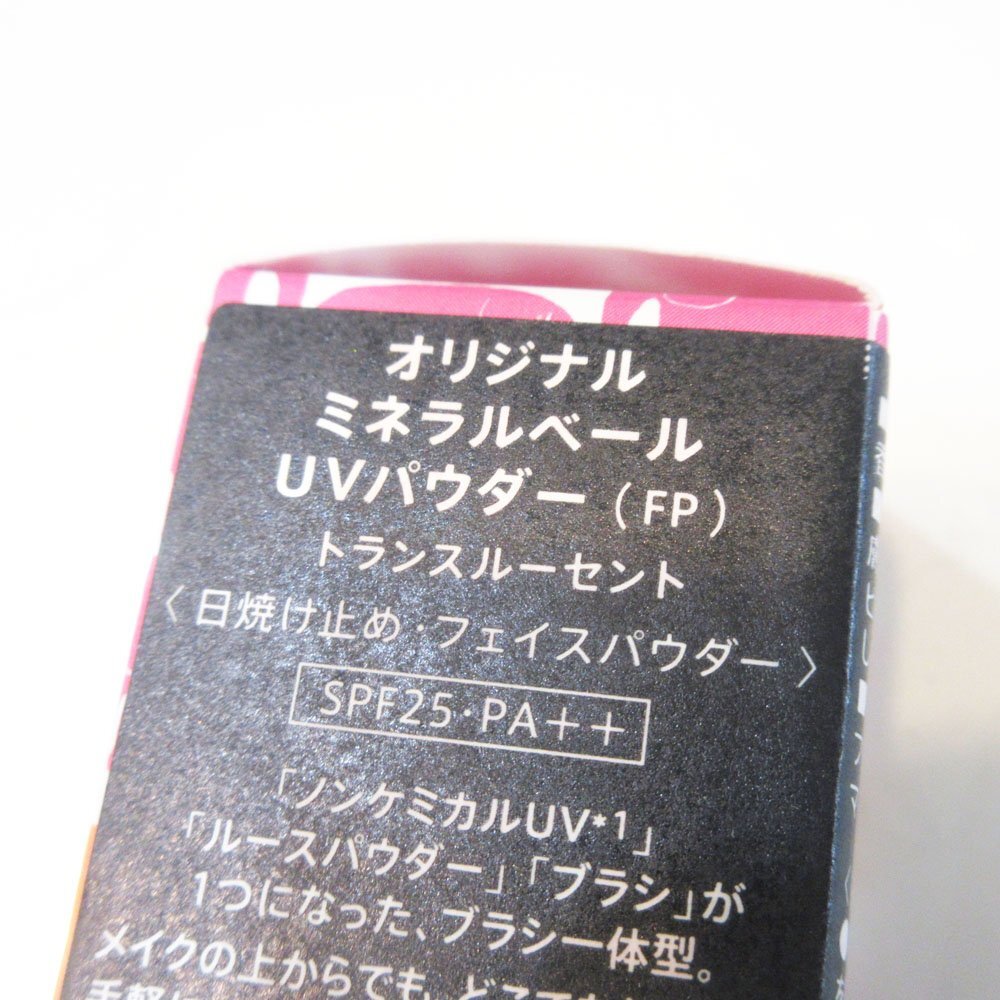 オリジナル
ミネラルベール
UVパウダー(FP)
トランスルーセント
〈日焼け止め・フェイスパウダー〉
SPF25・PA++
「ノンケミカルUV*1」
「ルースパウダー」「ブラシ」が
1つになった、ブラシ一体型。
メイクの上からでも、